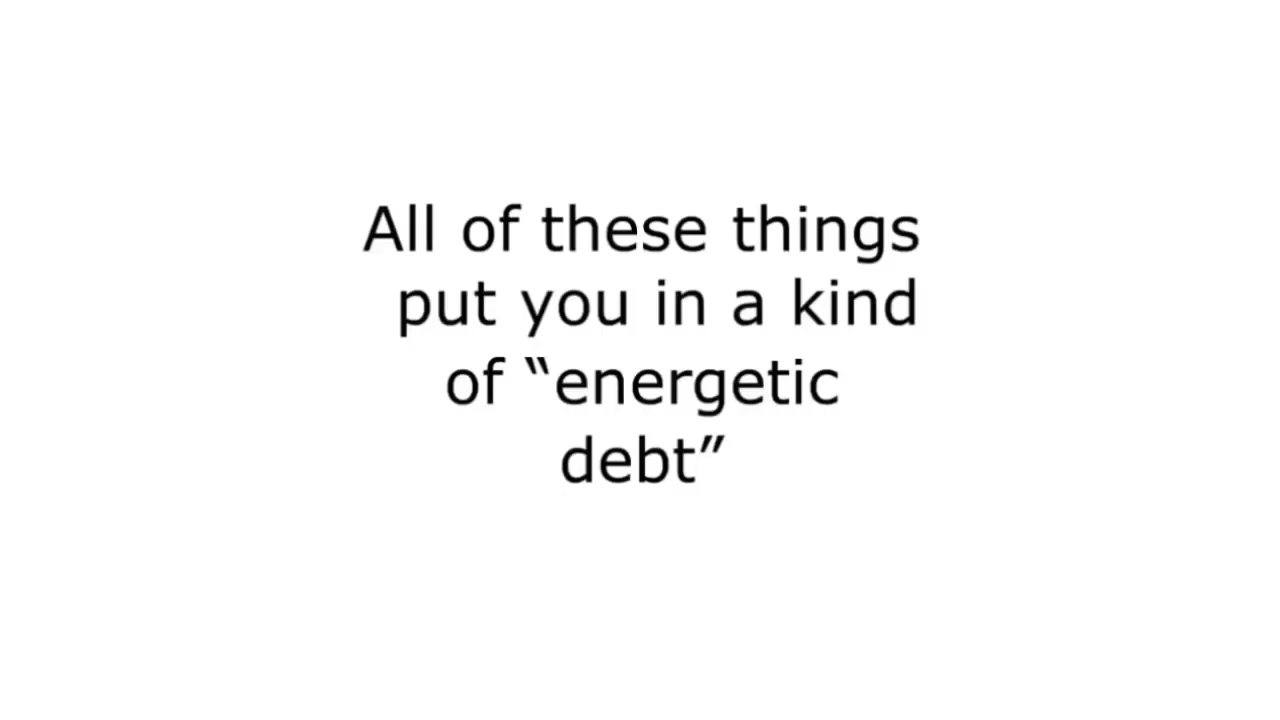 All of these things
put you in a kind
of “energetic
debt”